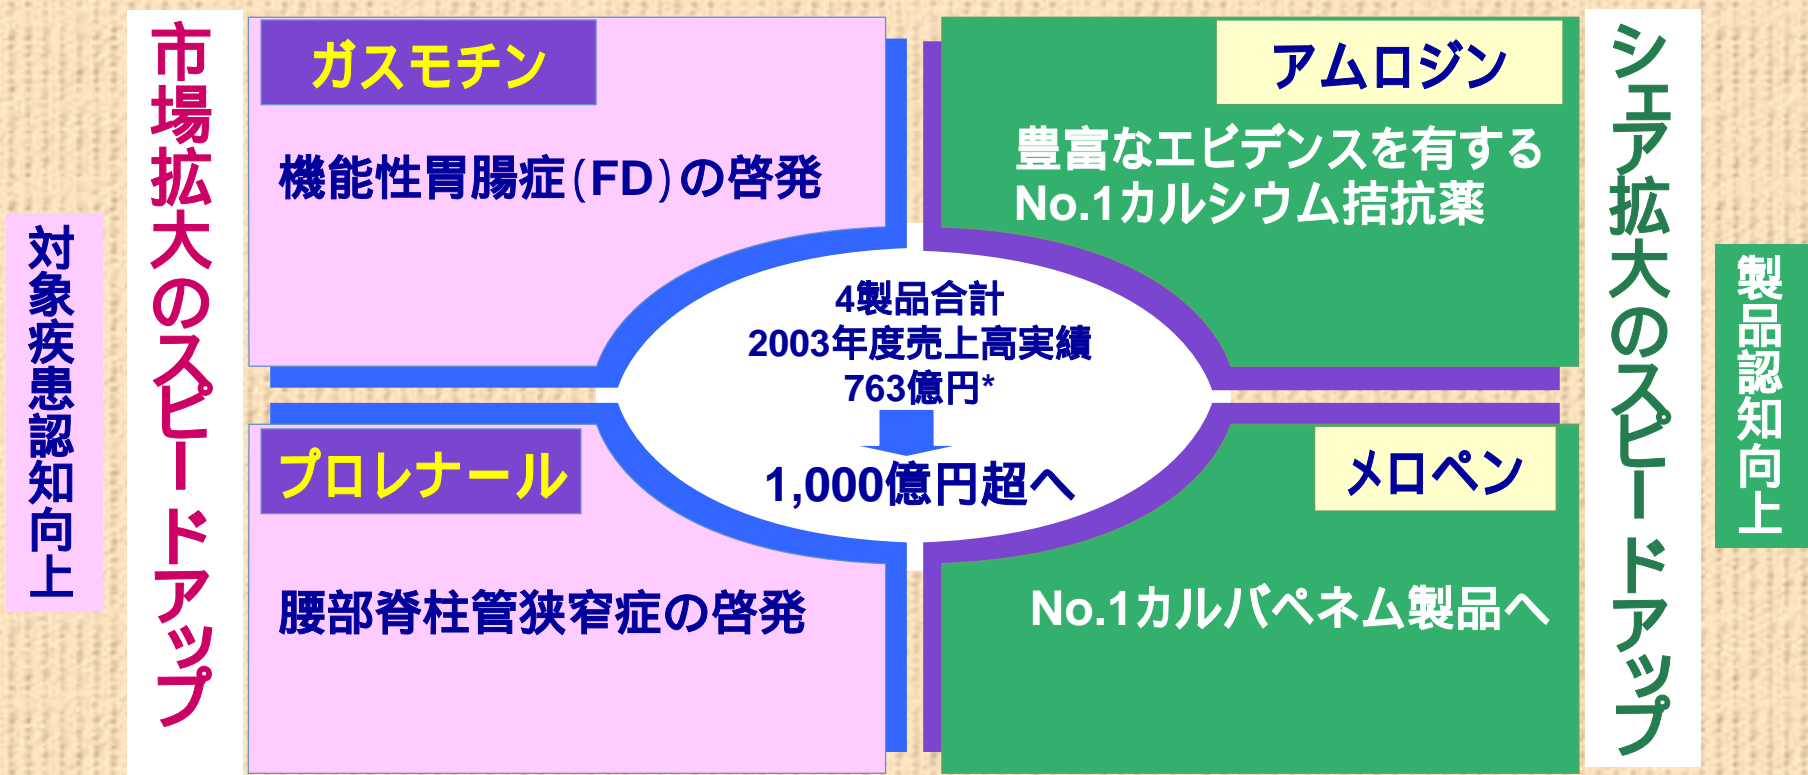 対象疾患認知向上
市場拡大のスピードアップ
ガスモチン
機能性胃腸症(FD)の啓発
アムロジン
豊富なエビデンスを有する
No.1カルシウム拮抗薬
4製品合計
2003年度売上高実績
763億円*
1,000億円超へ
プロレナール
腰部脊柱管狭窄症の啓発
メロペン
No.1カルバペネム製品へ
シェア拡大のスピードアップ
製品認知向上